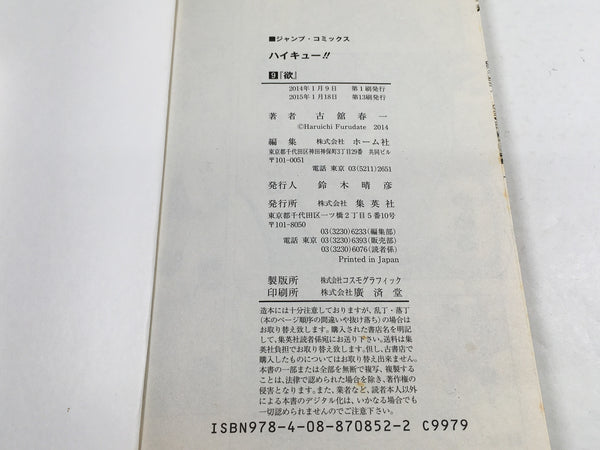 ■ジャンプ・コミックス
ハイキュー!!
9『欲』
2014年1月9日 第1刷発行
2015年1月18日 第13刷発行
著者 古舘春一
©Haruichi Furudate 2014
編集 株式会社 ホーム社
東京都千代田区神田神保町3丁目29番 共同ビル
〒101-0051
電話 東京 03(5211)2651
発行人 鈴木晴彦
発行所 株式会社 集英社
東京都千代田区一ツ橋2丁目5番10号
〒101-8050
03(3230)6233(編集部)
電話 東京 03(3230)6393(販売部)
03(3230)6076(読者係)
Printed in Japan
製版所 株式会社コスモグラフィック
印刷所 株式会社 廣済堂
造本には十分注意しておりますが、乱丁・落丁
(本のページ順序の間違いや抜け落ち)の場合は
お取り替え致します。購入された書店名を明記し
て、集英社読者係宛にお送り下さい。送料は集
英社負担でお取り替え致します。但し、古書店で
購入したものについてはお取り替え出来ません。
本書の一部または全部を無断で複写、複製する
ことは、法律で認められた場合を除き、著作権の
侵害となります。また、業者など、読者本人以外
による本書のデジタル化は、いかなる場合でも
一切認められませんのでご注意下さい。
ISBN978-4-08-870852-2 C9979